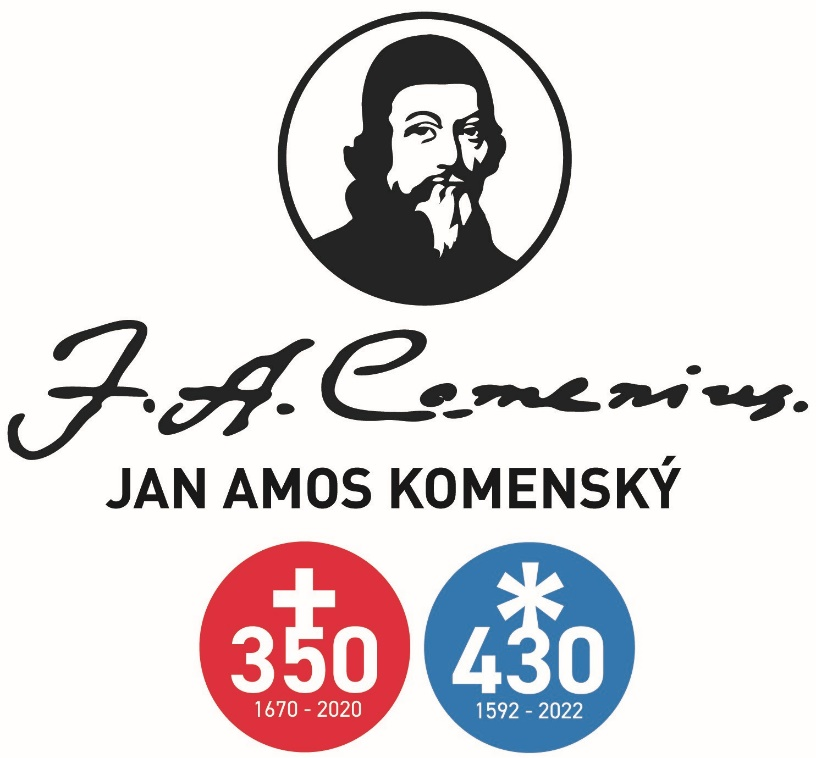 J. A. Comenius.
JAN AMOS KOMENSKÝ
350
1670 - 2020
430
1592 - 2022